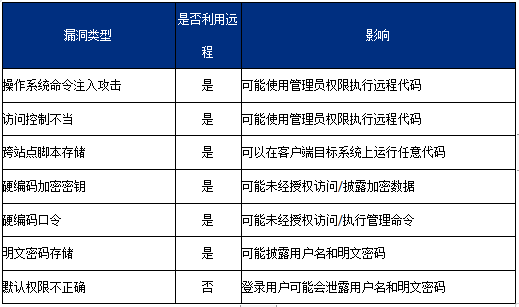 漏洞类型 是否利用远程 影响
操作系统命令注入攻击 是 可能使用管理员权限执行远程代码
访问控制不当 是 可能使用管理员权限执行远程代码
跨站点脚本存储 是 可以在客户端目标系统上运行任意代码
硬编码加密密钥 是 可能未经授权访问/披露加密数据
硬编码口令 是 可能未经授权访问/执行管理命令
明文密码存储 是 可能披露用户名和明文密码
默认权限不正确 否 登录用户可能会泄露用户名和明文密码